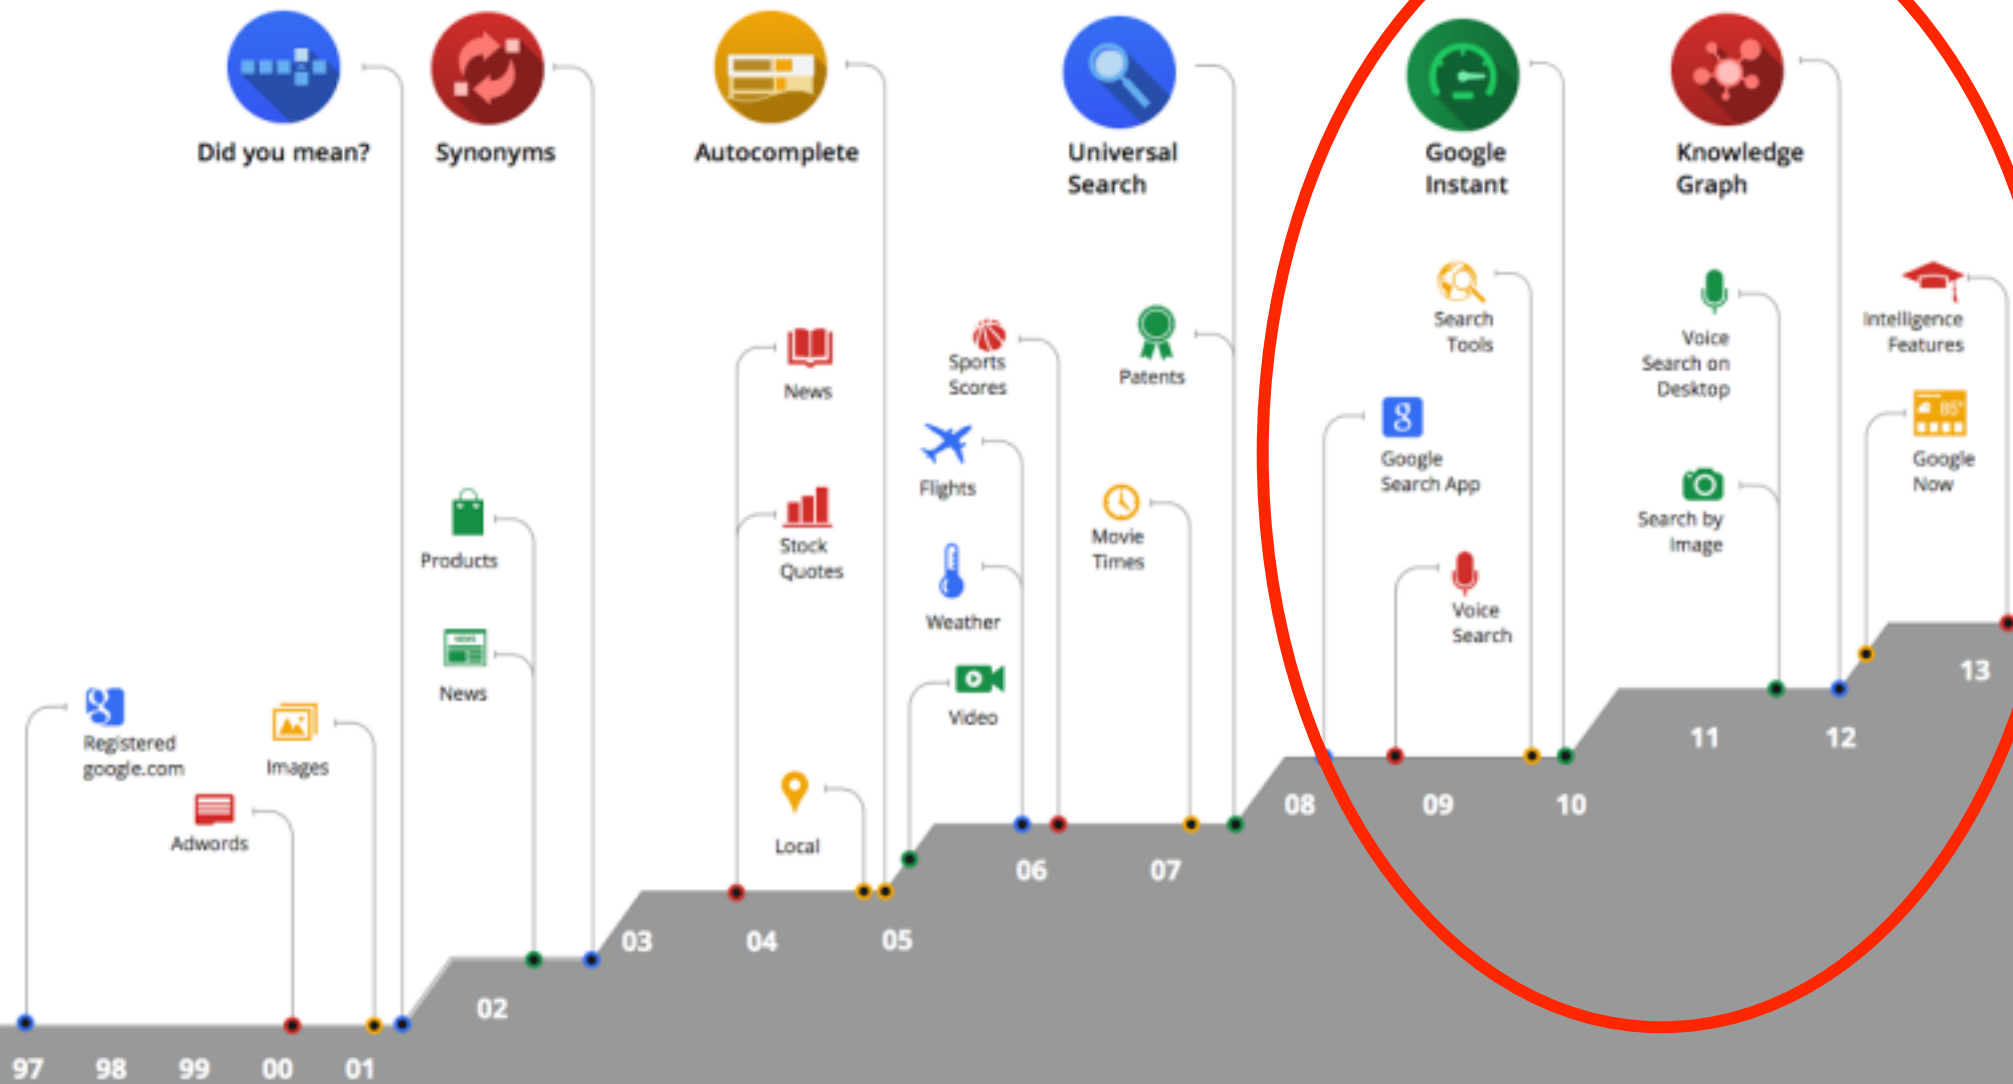 Did you mean?
Synonyms
Autocomplete
Universal
Search
Google
Instant
Knowledge
Graph
Registered
google.com
Adwords
Images
Products
News
News
Stock
Quotes
Local
Sports
Scores
Flights
Weather
Video
Patents
Movie
Times
Search
Tools
g
Google
Search App
Voice
Search
Voice
Search on
Desktop
Search by
Image
Intelligence
Features
85°
Google
Now
97
98
99
00
01
02
03
04
05
06
07
08
09
10
11
12
13